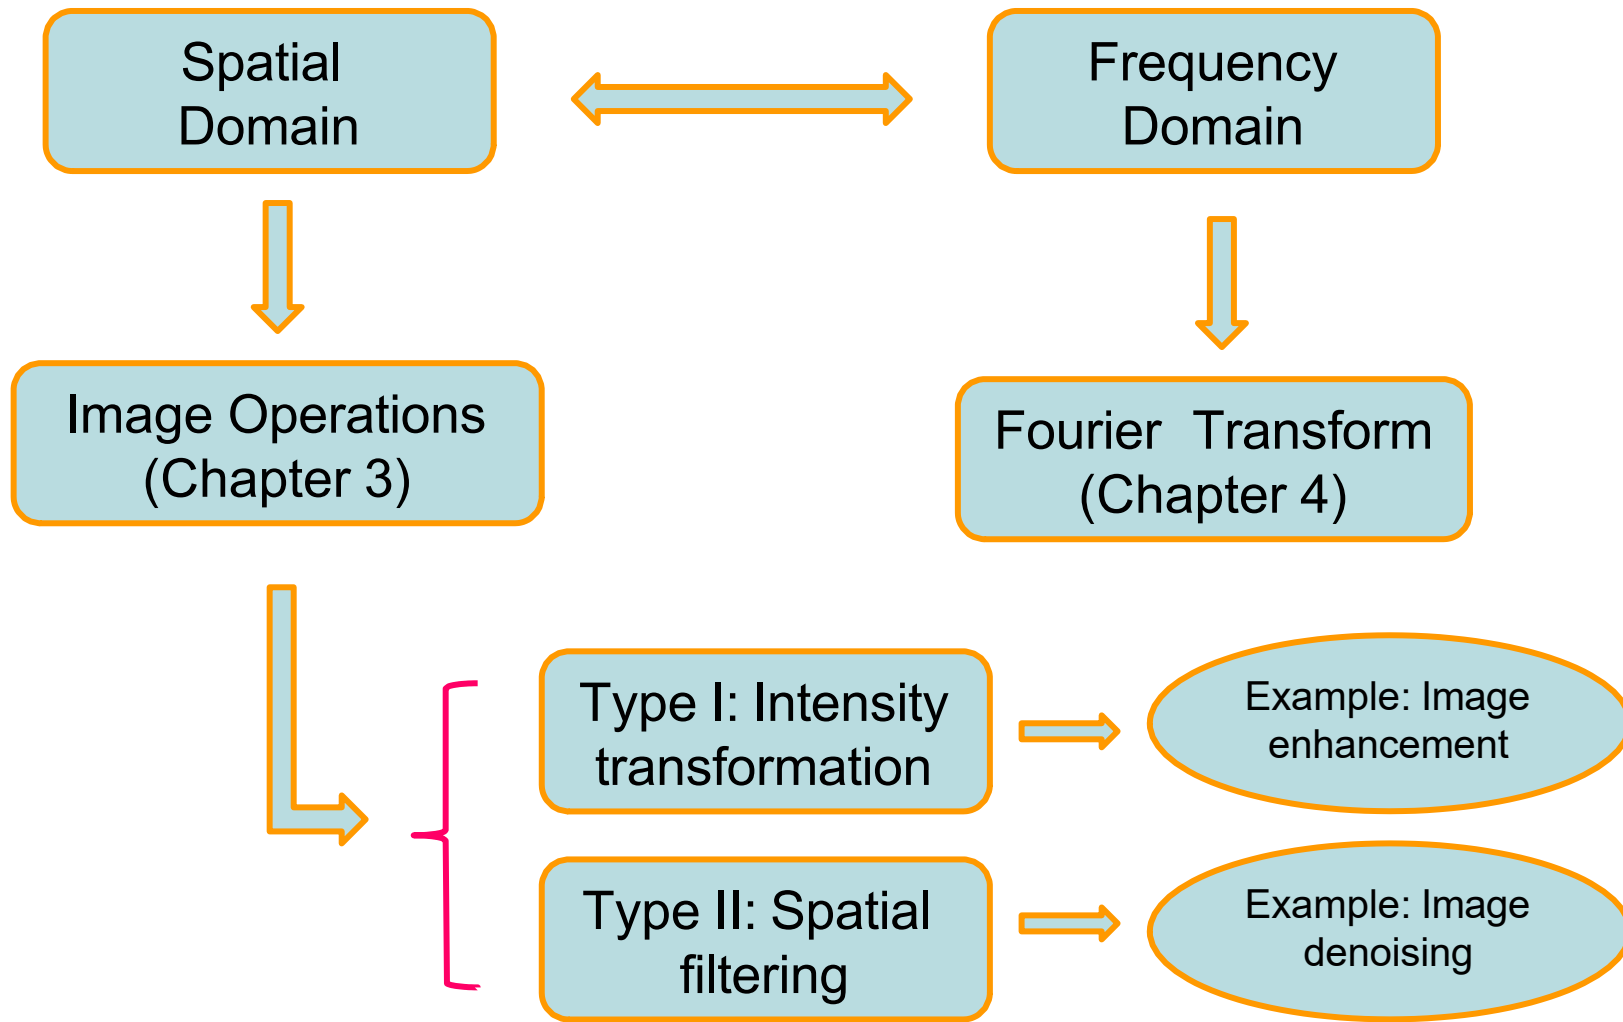 Spatial
Domain
Frequency
Domain
Image Operations
(Chapter 3)
Fourier Transform
(Chapter 4)
Type I: Intensity
transformation
Example: Image
enhancement
Type II: Spatial
filtering
Example: Image
denoising